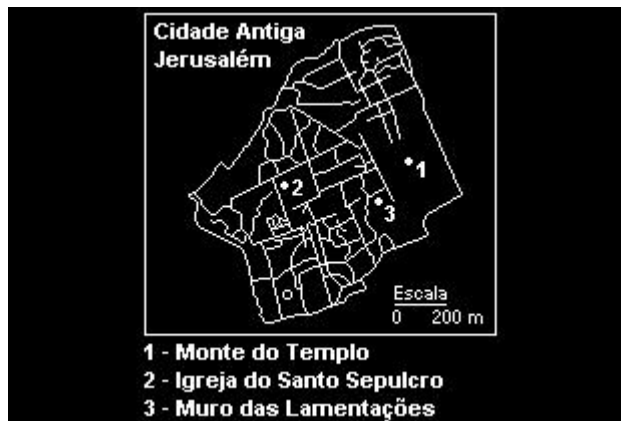 Cidade Antiga
Jerusalém
1
2
3
Escala
0 200 m
1 - Monte do Templo
2 - Igreja do Santo Sepulcro
3 - Muro das Lamentações